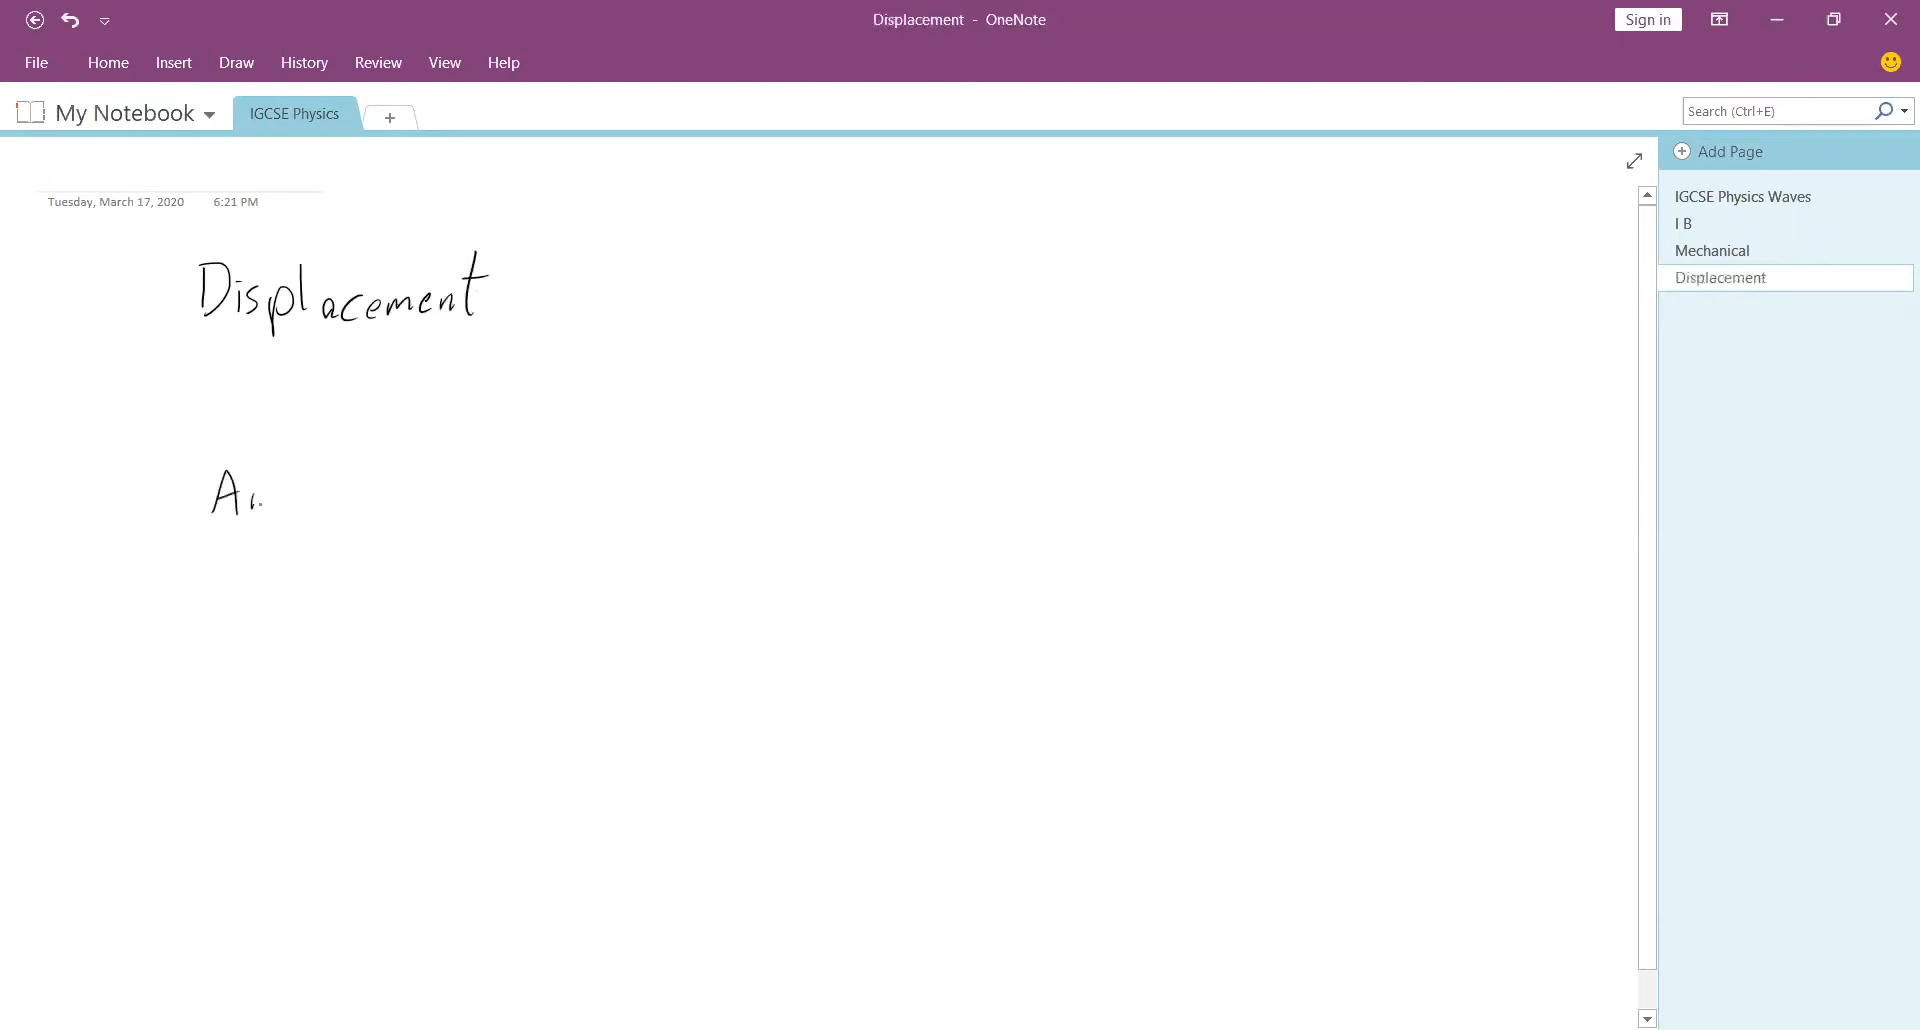 Displacement - OneNote
Sign in
File Home Insert Draw History Review View Help
My Notebook
IGCSE Physics
+
Search (Ctrl+E)
Add Page
Tuesday, March 17, 2020 6:21 PM
IGCSE Physics Waves
I B
Mechanical
Displacement
Displacement
A